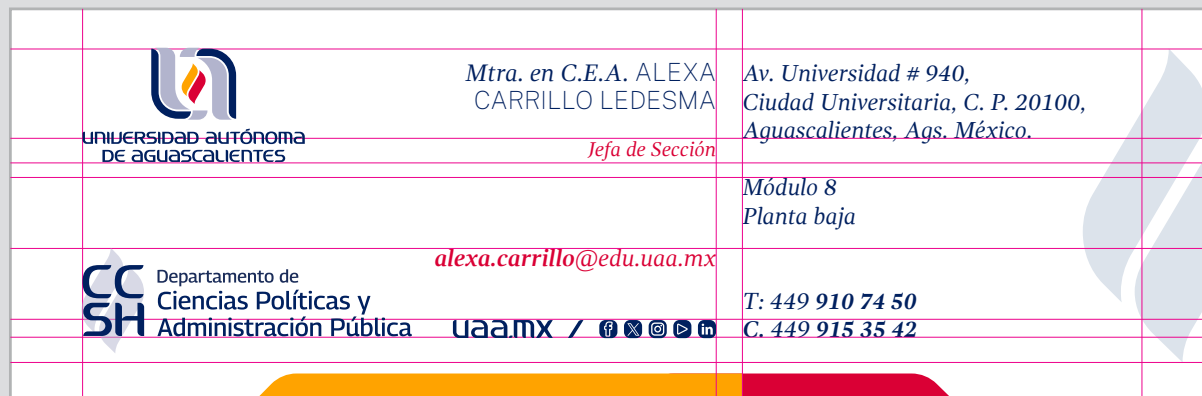 UNIVERSIDAD AUTÓNOMA
DE AGUASCALIENTES
Mtra. en C.E.A. ALEXA
CARRILLO LEDESMA
Jefa de Sección
alexa.carrillo@edu.uaa.mx
CCSH
Departamento de
Ciencias Políticas y
Administración Pública
uaa.mx /
Av. Universidad # 940,
Ciudad Universitaria, C. P. 20100,
Aguascalientes, Ags. México.
Módulo 8
Planta baja
T: 449 910 74 50
C. 449 915 35 42